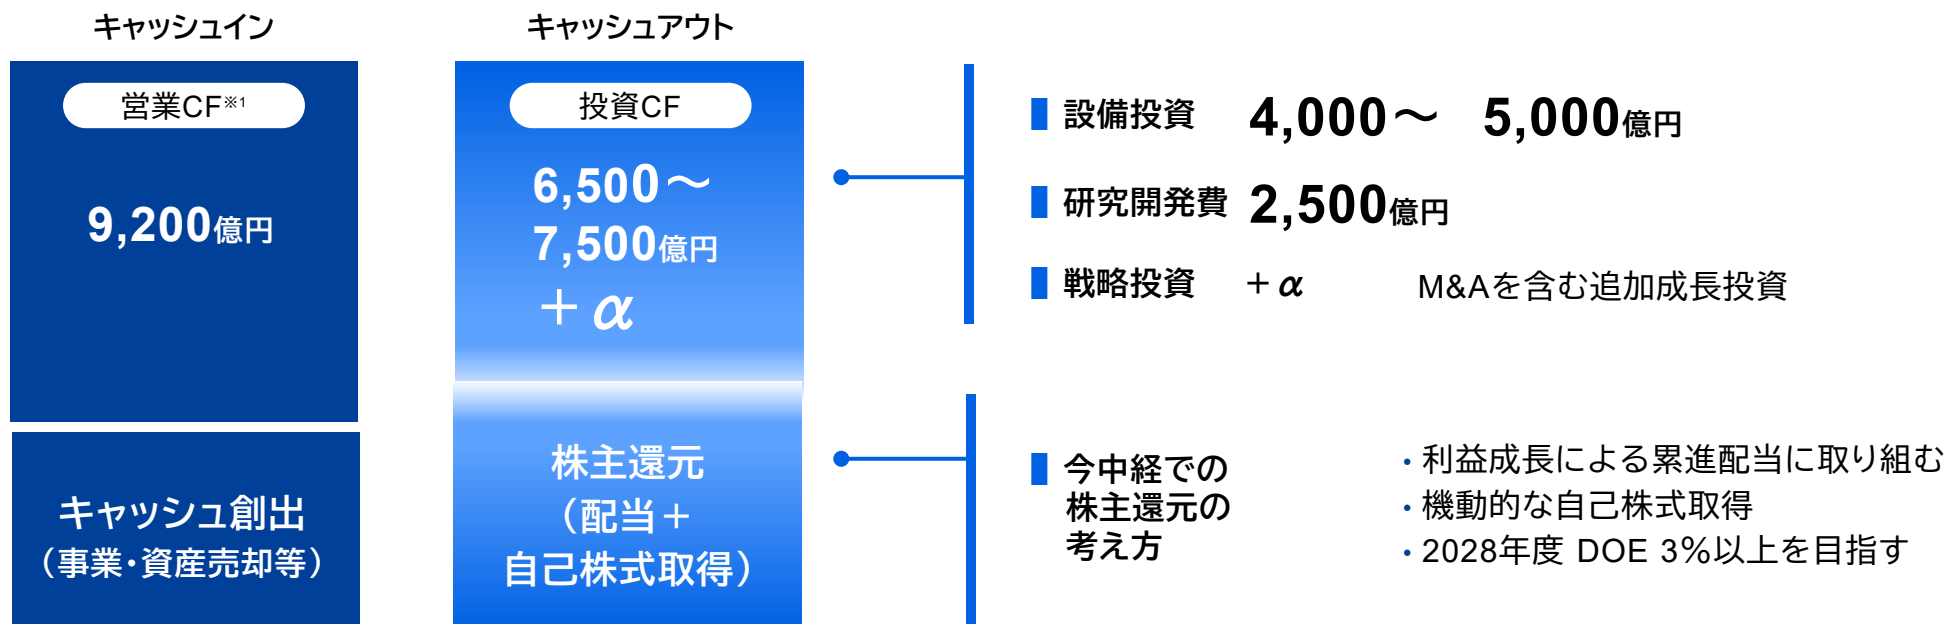 キャッシュイン
営業CF※1
9,200億円
キャッシュ創出
（事業・資産売却等）
キャッシュアウト
投資CF
6,500～
7,500億円
＋α
株主還元
（配当＋
自己株式取得）
設備投資 4,000～ 5,000億円
研究開発費 2,500億円
戦略投資 ＋α M&Aを含む追加成長投資
今中経での
株主還元の
考え方
・利益成長による累進配当に取り組む
・機動的な自己株式取得
・2028年度 DOE 3％以上を目指す